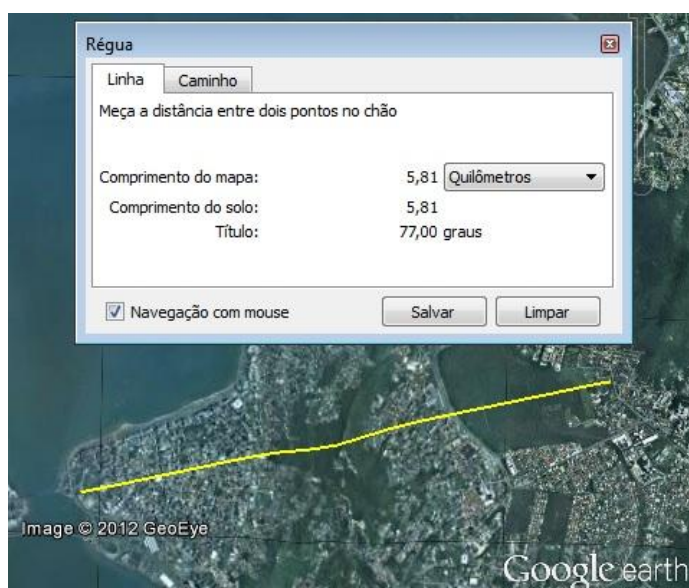 Régua
Linha Caminho
Meça a distância entre dois pontos no chão
Comprimento do mapa: 5,81 Quilômetros
Comprimento do solo: 5,81
Título: 77,00 graus
Navegação com mouse Salvar Limpar
Image © 2012 GeoEye
Google earth